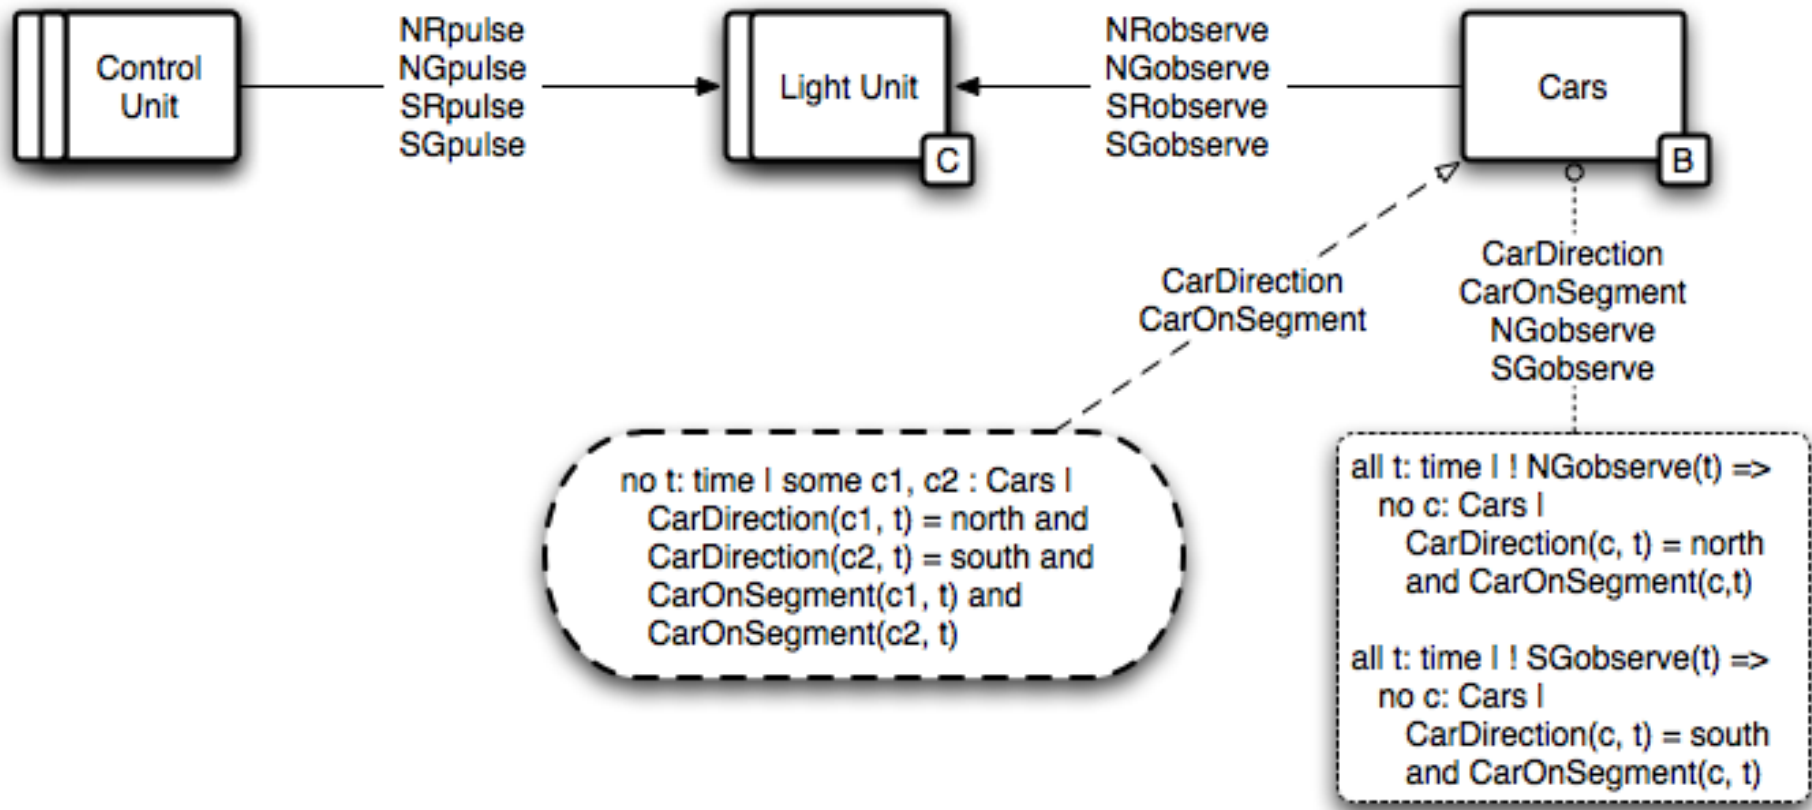 Control
Unit
NRpulse
NGpulse
SRpulse
SGpulse
Light Unit
C
NRobserve
NGobserve
SRobserve
SGobserve
Cars
B
CarDirection
CarOnSegment
CarDirection
CarOnSegment
NGobserve
SGobserve
no t: time | some c1, c2 : Cars |
CarDirection(c1, t) = north and
CarDirection(c2, t) = south and
CarOnSegment(c1, t) and
CarOnSegment(c2, t)
all t: time | ! NGobserve(t) =>
no c: Cars |
CarDirection(c, t) = north
and CarOnSegment(c,t)
all t: time | ! SGobserve(t) =>
no c: Cars |
CarDirection(c, t) = south
and CarOnSegment(c, t)